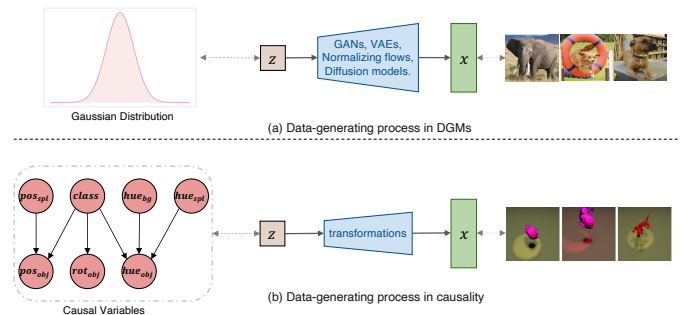 Gaussian Distribution
z
GANs, VAEs,
Normalizing flows,
Diffusion models.
x
(a) Data-generating process in DGMs
pos_spl class hue_bg hue_spl
pos_obj rot_obj hue_obj
Causal Variables
z
transformations
x
(b) Data-generating process in causality